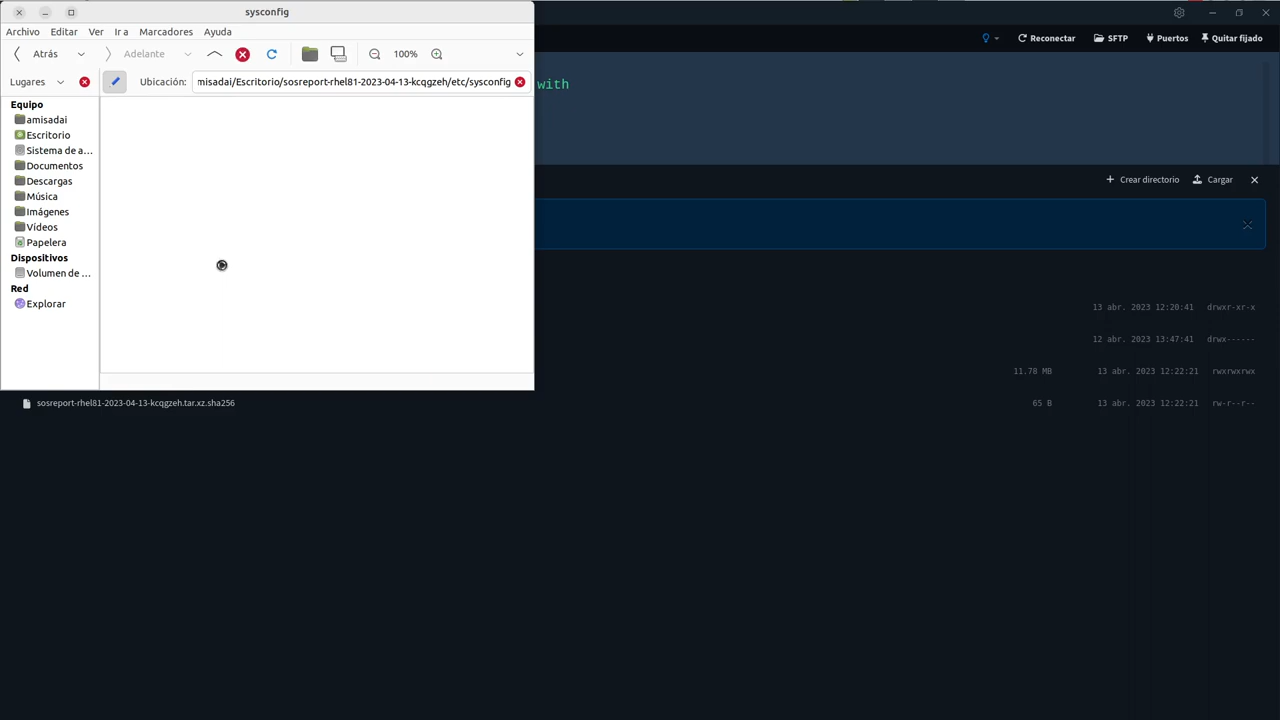 sysconfig
Archivo Editar Ver Ir a Marcadores Ayuda
Atrás Adelante 100%
Lugares Ubicación: misadai/Escritorio/sosreport-rhel81-2023-04-13-kcqgzeh/etc/sysconfig
Equipo
amisadai
Escritorio
Sistema de a...
Documentos
Descargas
Música
Imágenes
Vídeos
Papelera
Dispositivos
Volumen de ...
Red
Explorar
Reconectar SFTP Puertos Quitar fijado
with
Crear directorio Cargar
13 abr. 2023 12:20:41 drwxr-xr-x
12 abr. 2023 13:47:41 drwx------
11.78 MB 13 abr. 2023 12:22:21 rwxrwxrwx
sosreport-rhel81-2023-04-13-kcqgzeh.tar.xz.sha256 65 B 13 abr. 2023 12:22:21 rw-r--r--